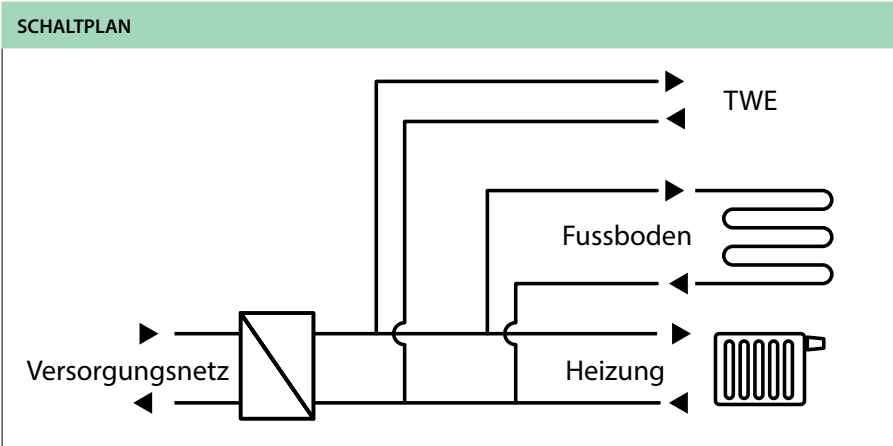 SCHALTPLAN
TWE
Fussboden
Versorgungsnetz
Heizung